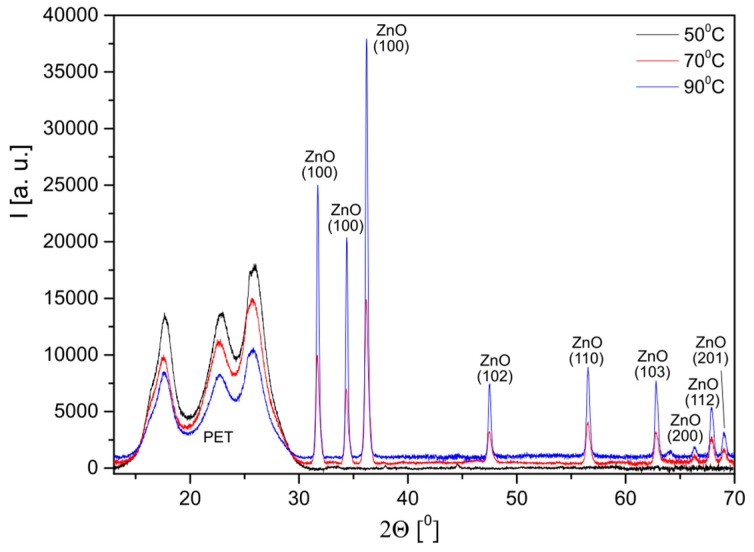 40000
35000
30000
25000
20000
15000
10000
5000
0
I [a. u.]
20
30
40
50
60
70
2Θ [⁰]
50⁰C
70⁰C
90⁰C
PET
ZnO
(100)
ZnO
(100)
ZnO
(100)
ZnO
(102)
ZnO
(110)
ZnO
(103)
ZnO
(200)
ZnO
(112)
ZnO
(201)